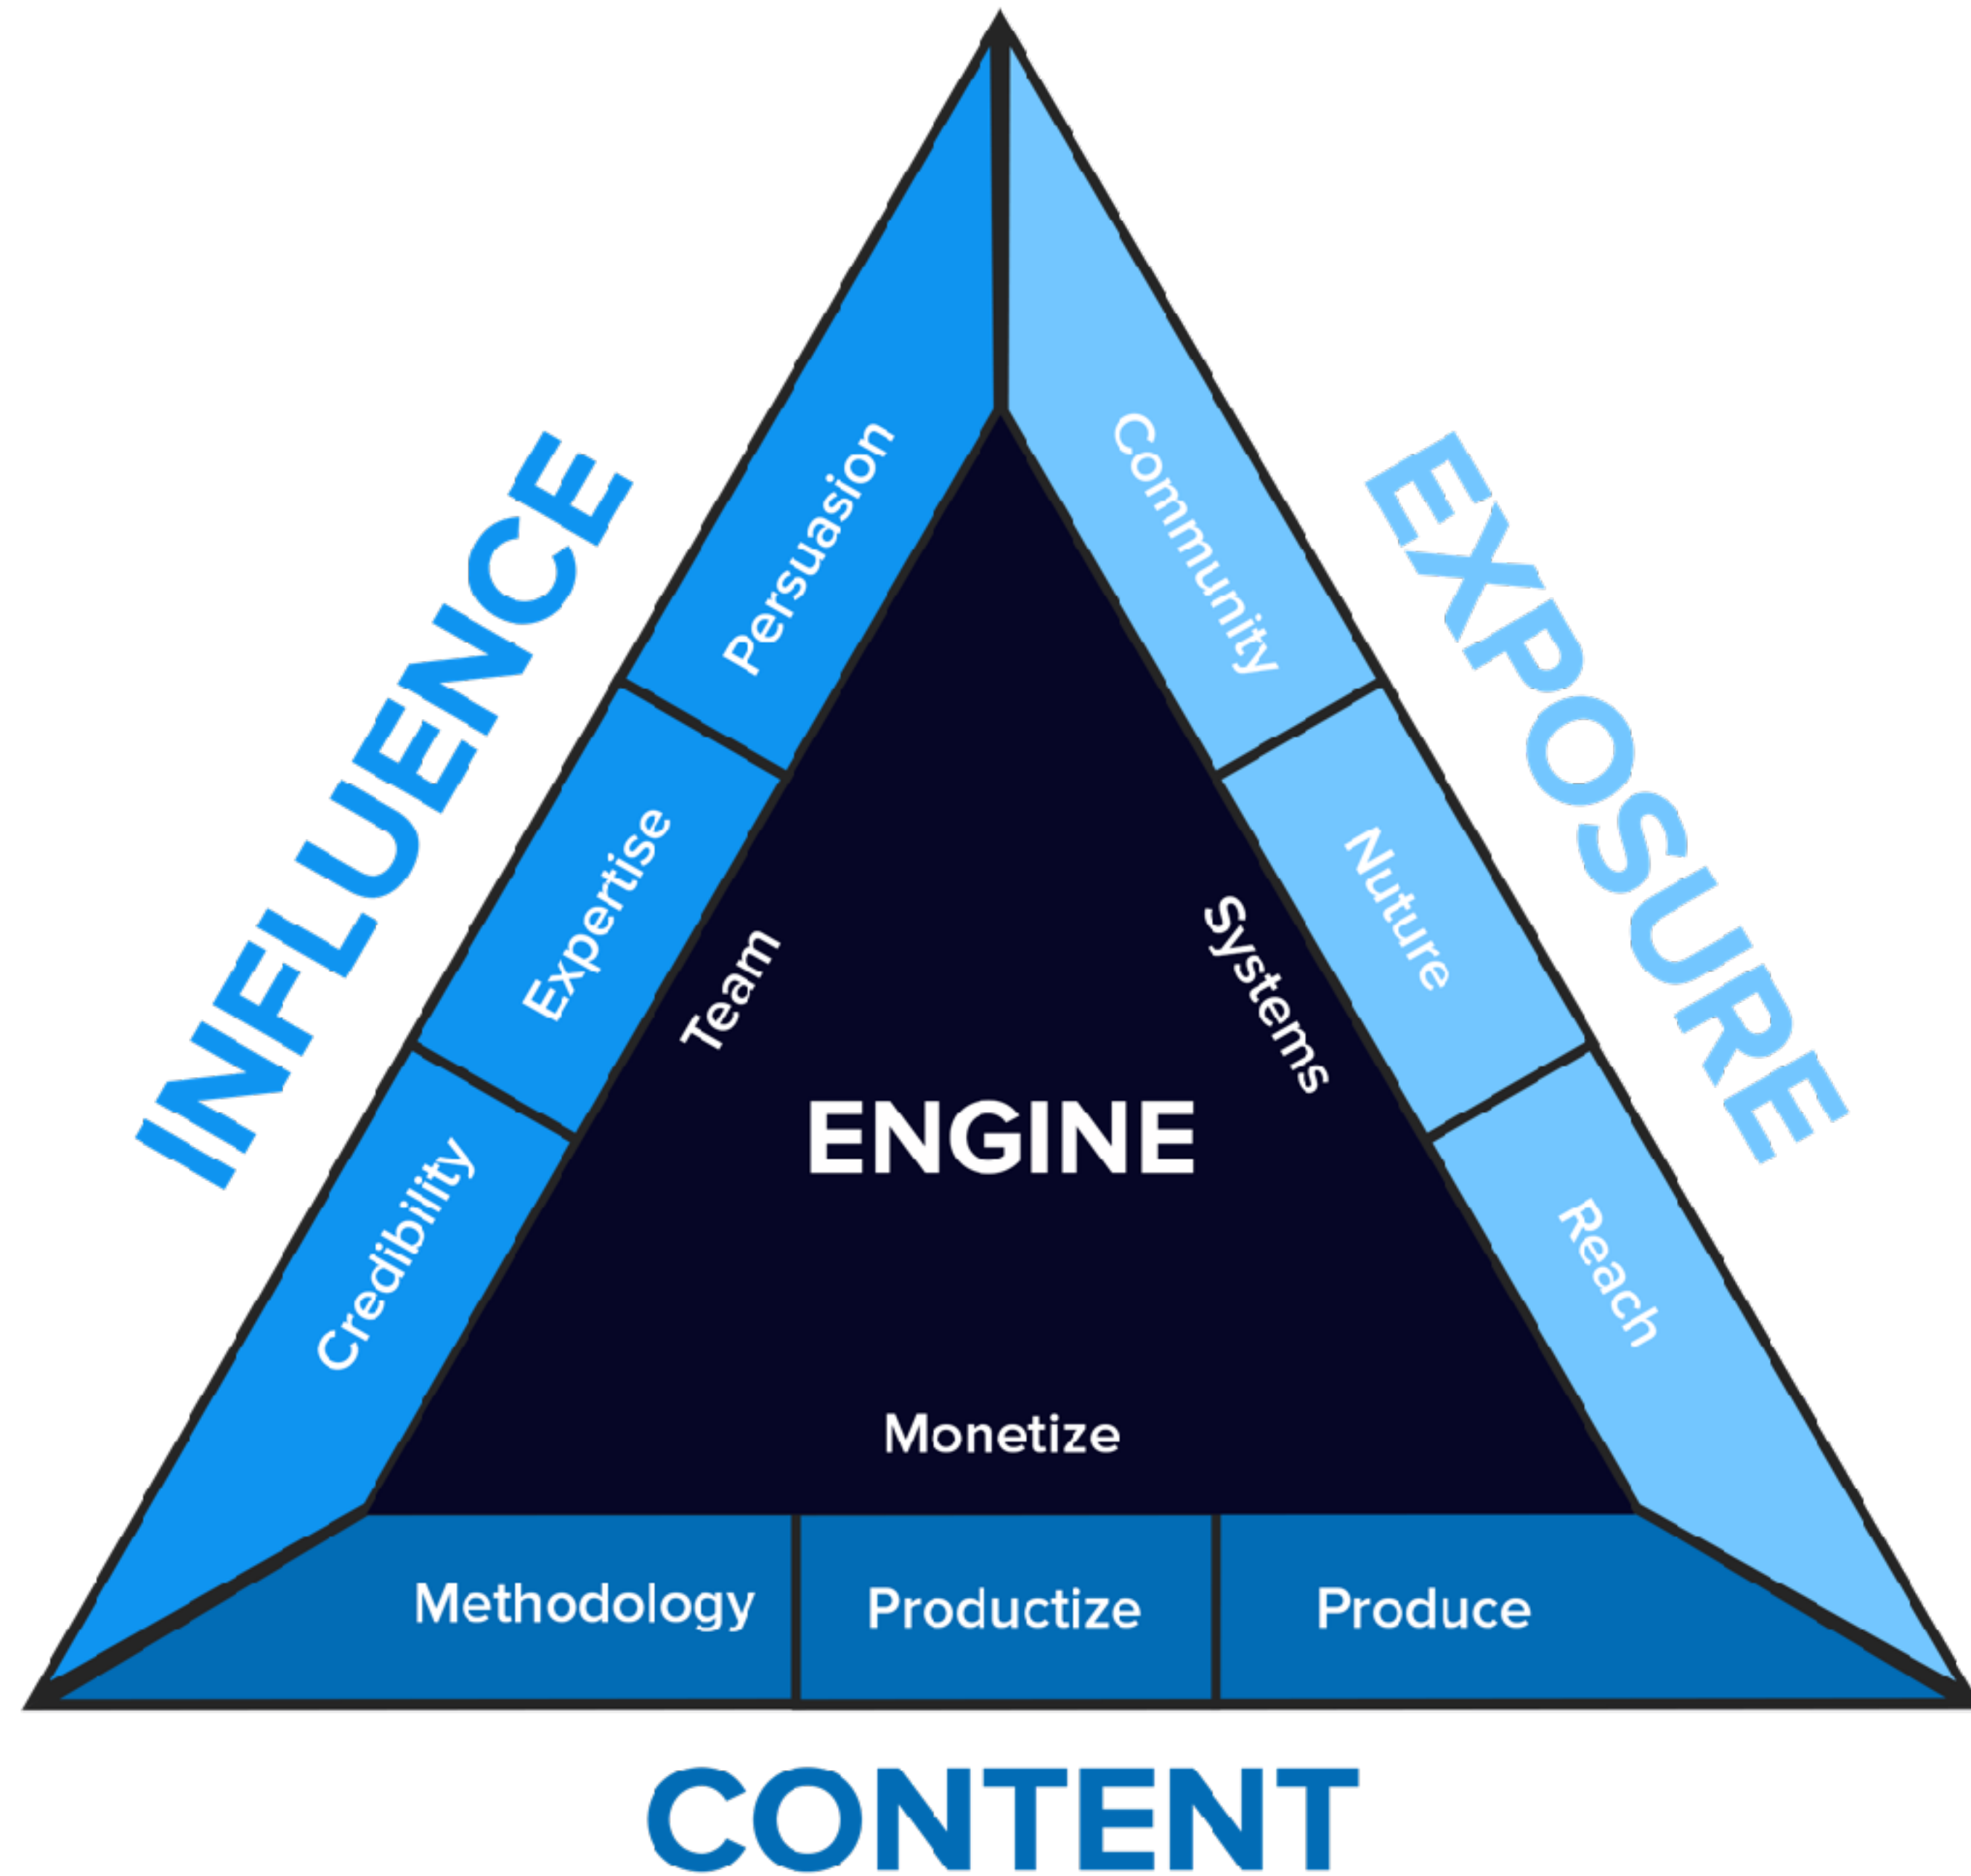 INFLUENCE
Persuasion
Expertise
Credibility
EXPOSURE
Community
Nuture
Reach
Team
Systems
ENGINE
Monetize
Methodology
Productize
Produce
CONTENT